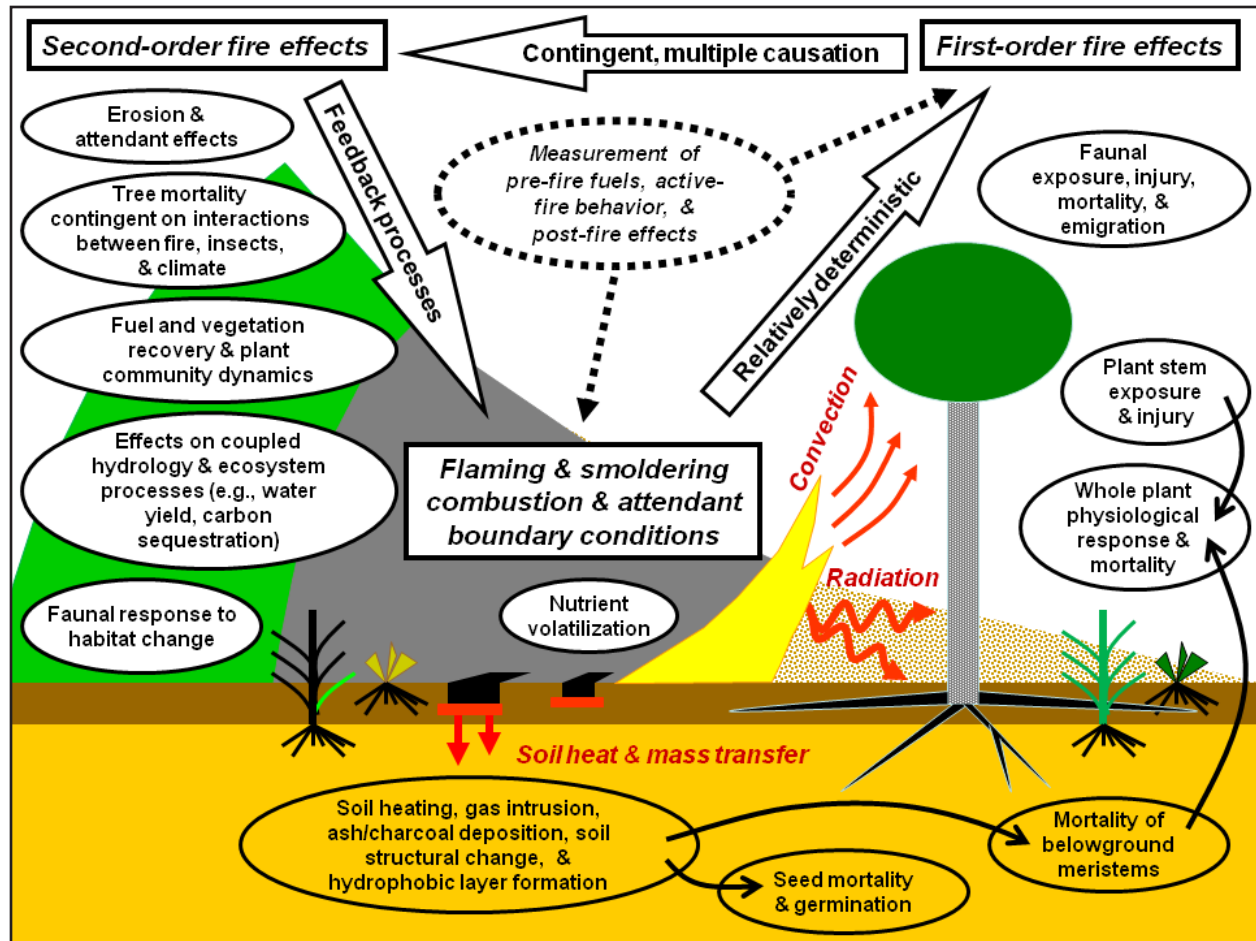 Second-order fire effects
Contingent, multiple causation
First-order fire effects
Erosion &
attendant effects
Feedback processes
Measurement of
pre-fire fuels, active-
fire behavior, &
post-fire effects
Relatively deterministic
Faunal
exposure, injury,
mortality, &
emigration
Tree mortality
contingent on interactions
between fire, insects,
& climate
Fuel and vegetation
recovery & plant
community dynamics
Plant stem
exposure
& injury
Effects on coupled
hydrology & ecosystem
processes (e.g., water
yield, carbon
sequestration)
Flaming & smoldering
combustion & attendant
boundary conditions
Convection
Whole plant
physiological
response &
mortality
Radiation
Faunal response to
habitat change
Nutrient
volatilization
Soil heat & mass transfer
Soil heating, gas intrusion,
ash/charcoal deposition, soil
structural change, &
hydrophobic layer formation
Mortality of
belowground
meristems
Seed mortality
& germination